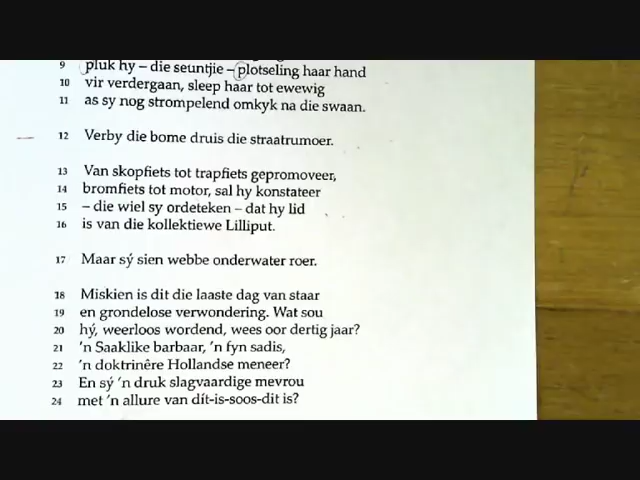 9 pluk hy – die seuntjie – plotseling haar hand
10 vir verdergaan, sleep haar tot ewewig
11 as sy nog strompelend omkyk na die swaan.
12 Verby die bome druis die straatrumoer.
13 Van skopfiets tot trapfiets gepromoveer,
14 bromfiets tot motor, sal hy konstateer
15 – die wiel sy ordeteken – dat hy lid
16 is van die kollektiewe Lilliput.
17 Maar sý sien webbe onderwater roer.
18 Miskien is dit die laaste dag van staar
19 en grondelose verwondering. Wat sou
20 hý, weerloos wordend, wees oor dertig jaar?
21 'n Saaklike barbaar, 'n fyn sadis,
22 'n doktrinêre Hollandse meneer?
23 En sý 'n druk slagvaardige mevrou
24 met 'n allure van dít-is-soos-dit is?